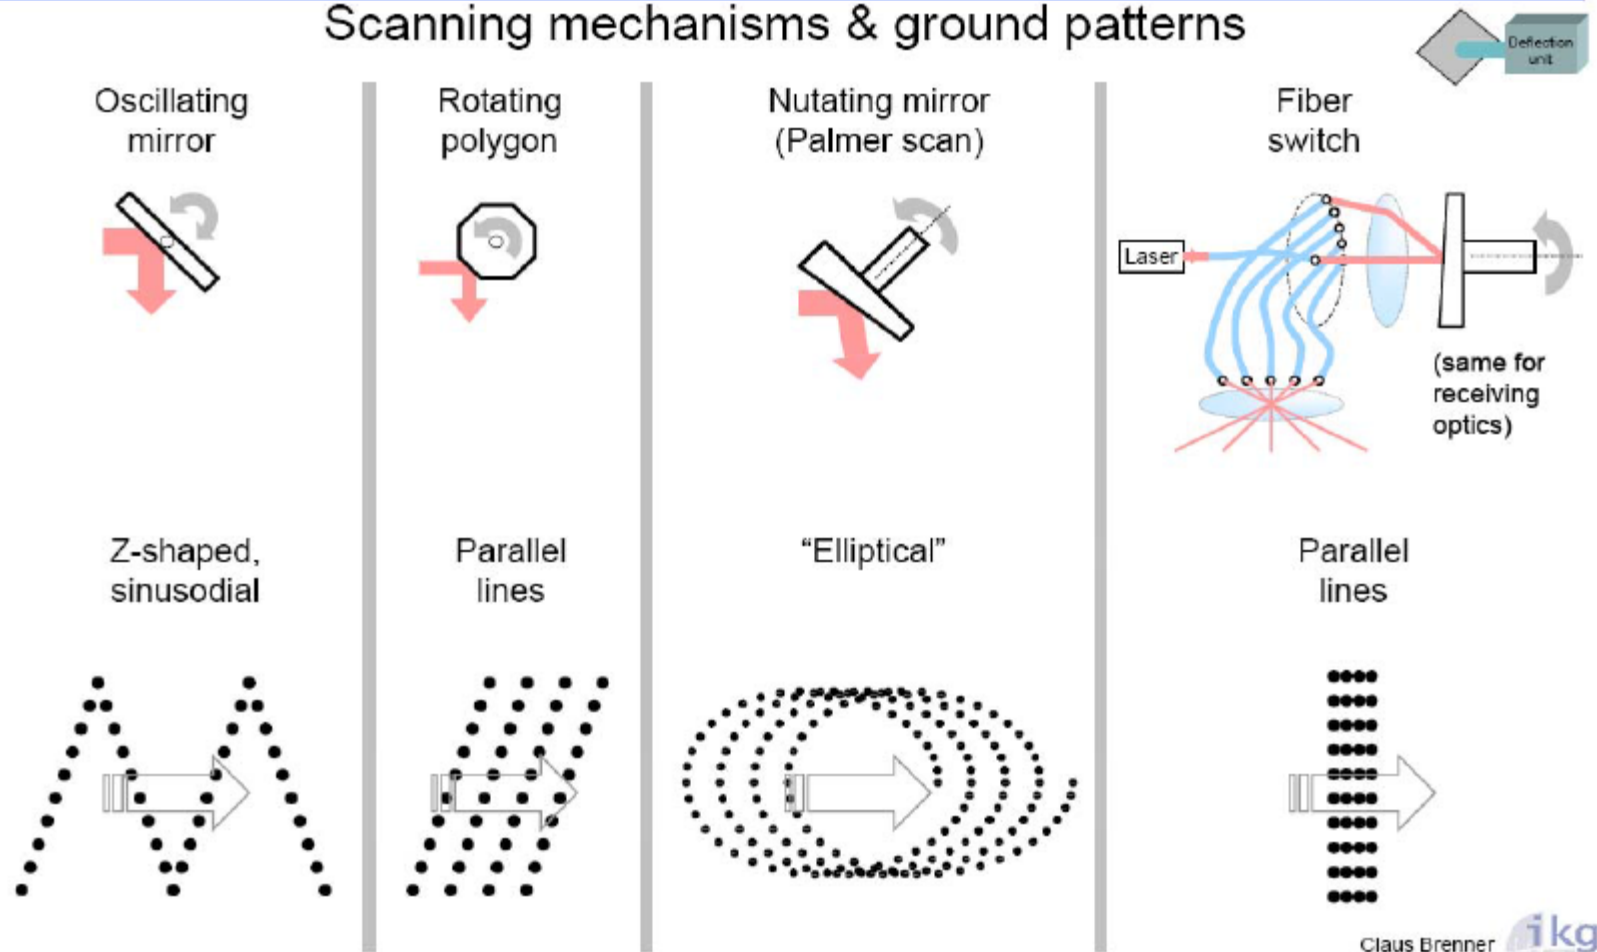 Scanning mechanisms & ground patterns
Deflection
unit
Oscillating
mirror
Rotating
polygon
Nutating mirror
(Palmer scan)
Fiber
switch
Laser
(same for
receiving
optics)
Z-shaped,
sinusodial
Parallel
lines
“Elliptical”
Parallel
lines
Claus Brenner
ikg